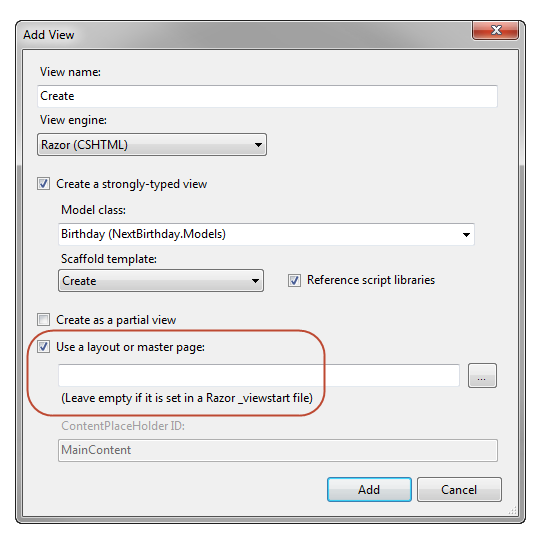 Add View
View name:
Create
View engine:
Razor (CSHTML)
Create a strongly-typed view
Model class:
Birthday (NextBirthday.Models)
Scaffold template:
Create
Reference script libraries
Create as a partial view
Use a layout or master page:
...
(Leave empty if it is set in a Razor _viewstart file)
ContentPlaceHolder ID:
MainContent
Add
Cancel